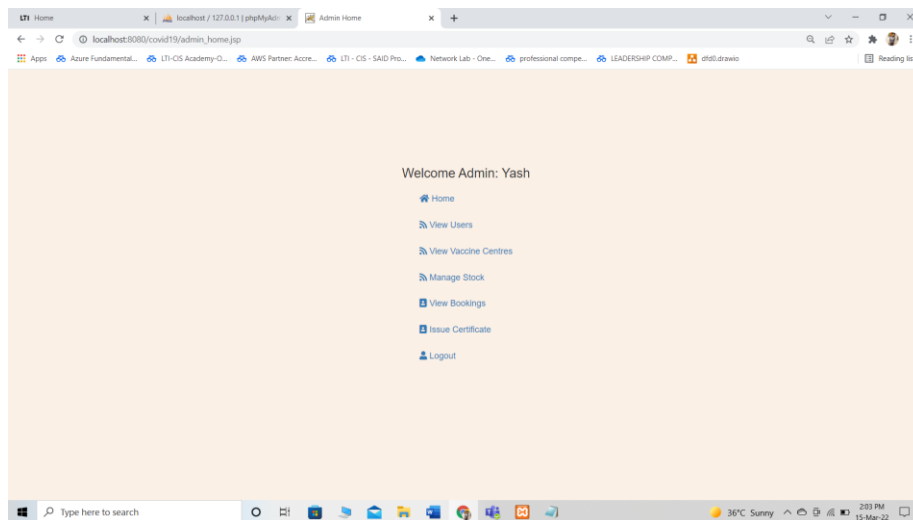 LTI Home
localhost / 127.0.0.1 | phpMyAdm
Admin Home
localhost:8080/covid19/admin_home.jsp
Apps Azure Fundamental... LTI-CIS Academy-O... AWS Partner: Accre... LTI - CIS - SAID Pro... Network Lab - One... professional compe... LEADERSHIP COMP... dfd0.drawio Reading lis
Welcome Admin: Yash
Home
View Users
View Vaccine Centres
Manage Stock
View Bookings
Issue Certificate
Logout
Type here to search
36°C Sunny
2:03 PM
15-Mar-22